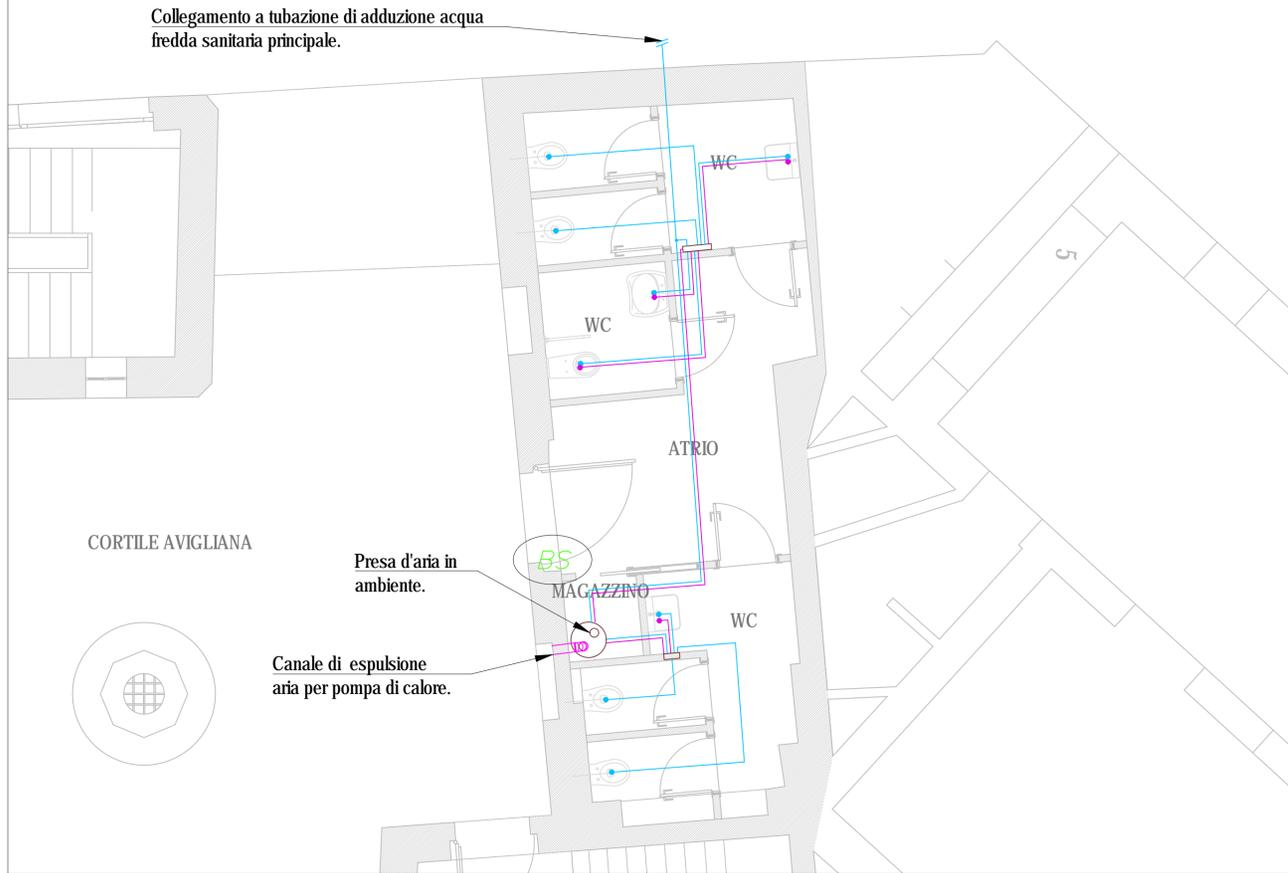 Collegamento a tubazione di adduzione acqua
fredda sanitaria principale.
WC
5
WC
ATRIO
CORTILE AVIGLIANA
BS
Presa d'aria in
ambiente.
MAGAZZINO
WC
Canale di espulsione
aria per pompa di calore.